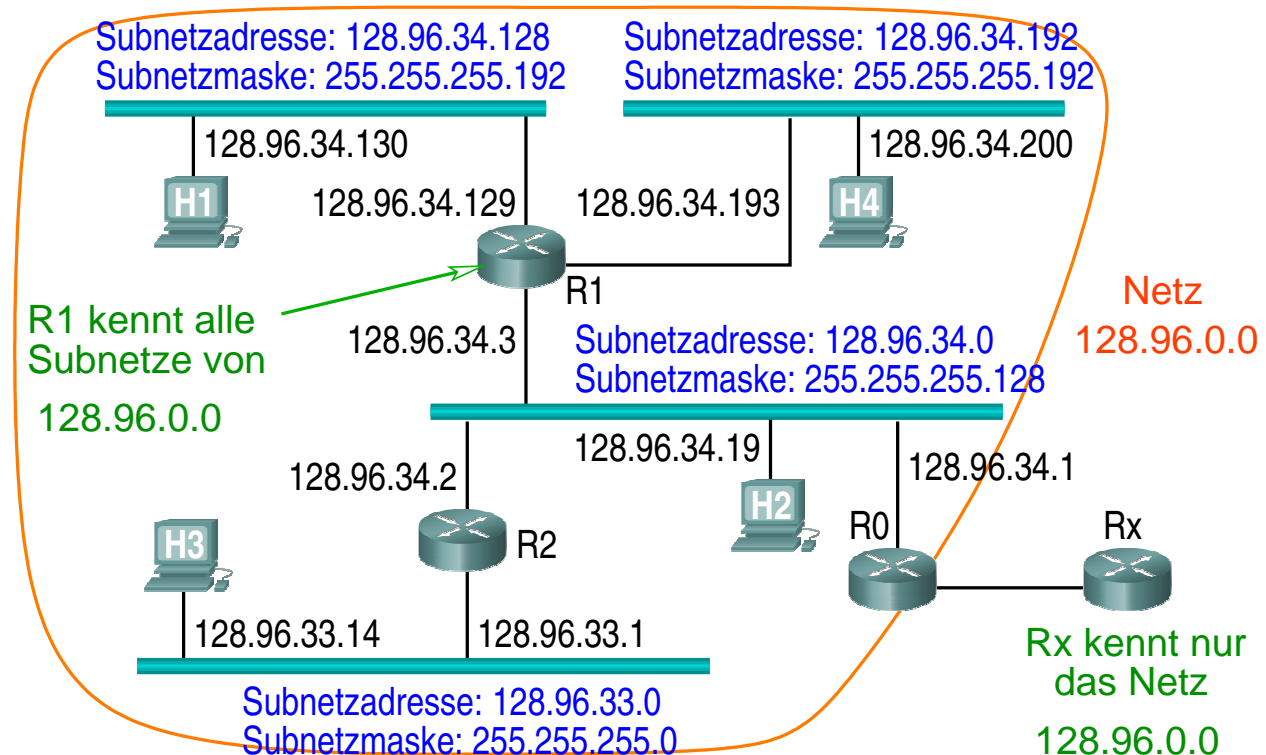 Subnetzadresse: 128.96.34.128
Subnetzmaske: 255.255.255.192
Subnetzadresse: 128.96.34.192
Subnetzmaske: 255.255.255.192
128.96.34.130
128.96.34.200
H1
128.96.34.129
128.96.34.193
H4
R1
R1 kennt alle
Subnetze von
128.96.0.0
128.96.34.3
Subnetzadresse: 128.96.34.0
Subnetzmaske: 255.255.255.128
Netz
128.96.0.0
128.96.34.2
128.96.34.19
128.96.34.1
H3
R2
H2
R0
Rx
128.96.33.14
128.96.33.1
Rx kennt nur
das Netz
128.96.0.0
Subnetzadresse: 128.96.33.0
Subnetzmaske: 255.255.255.0